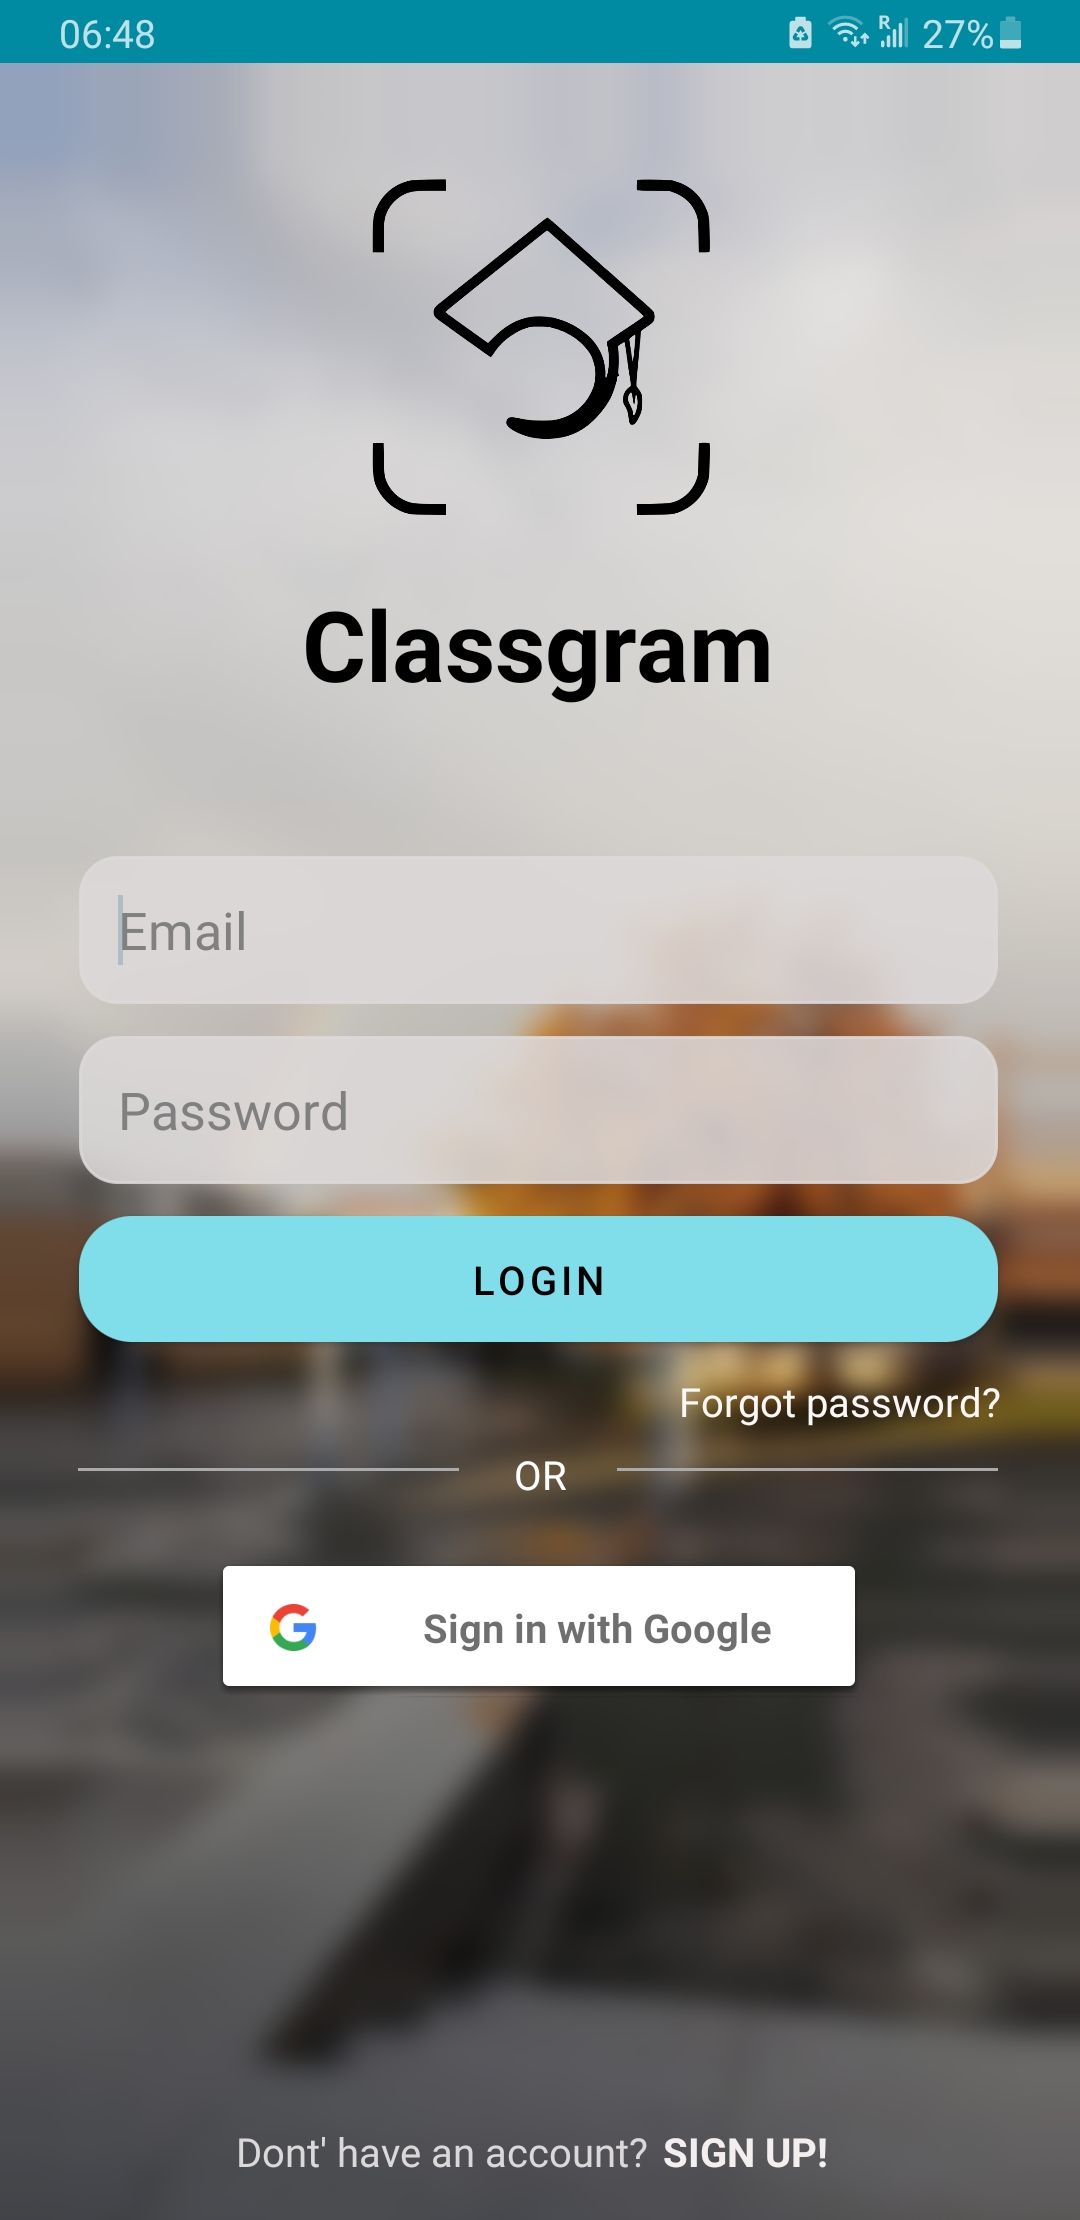 06:48 R 27%
Classgram
Email
Password
LOGIN
Forgot password?
OR
Sign in with Google
Dont' have an account? SIGN UP!